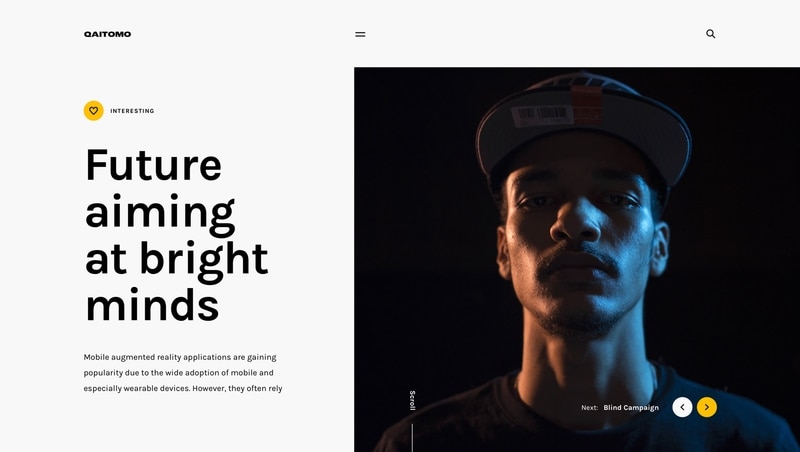 QAITOMO
INTERESTING
Future
aiming
at bright
minds
Mobile augmented reality applications are gaining
popularity due to the wide adoption of mobile and
especially wearable devices. However, they often rely
Scroll
Next: Blind Campaign